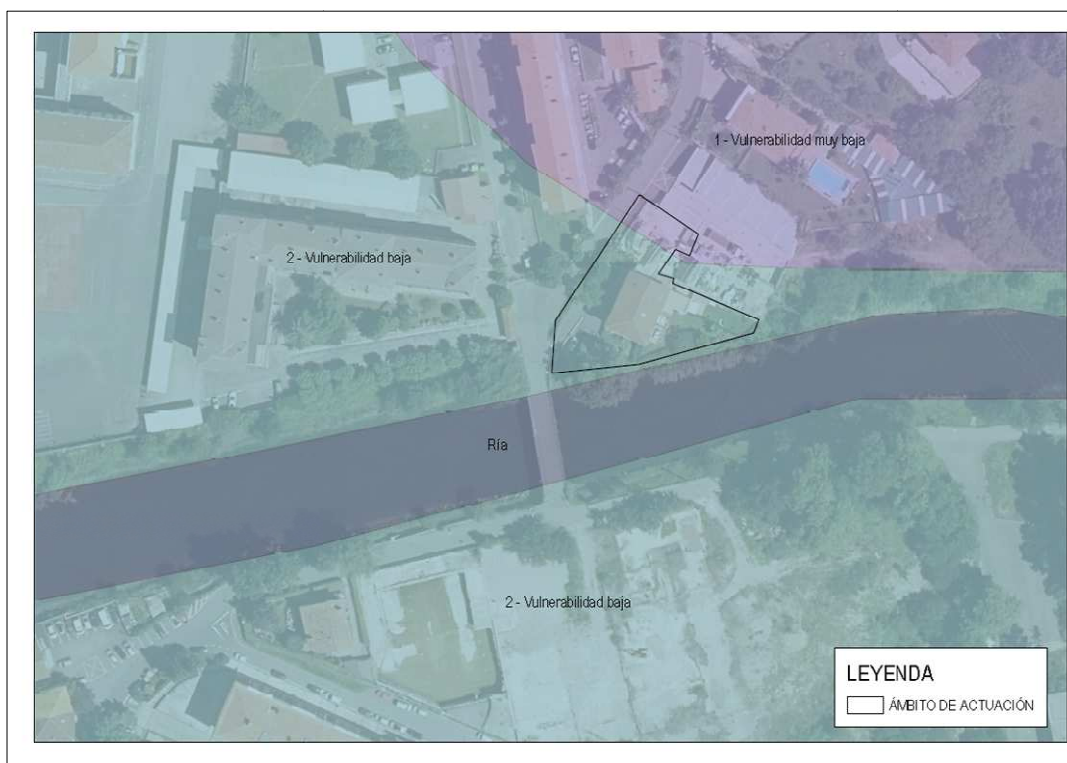 1 - Vulnerabilidad muy baja
2 - Vulnerabilidad baja
Ría
2 - Vulnerabilidad baja
LEYENDA
ÁMBITO DE ACTUACIÓN